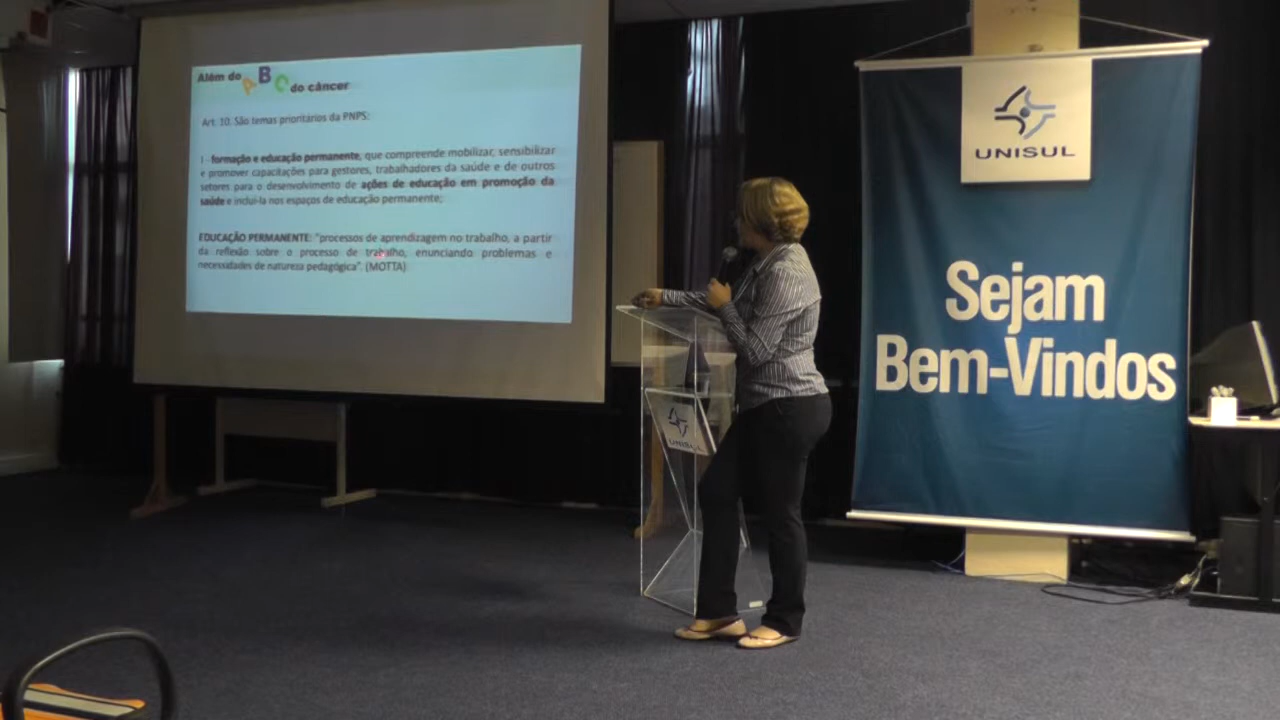 Além do ABC do câncer
Art. 10. São temas prioritários da PNPS:
I - formação e educação permanente, que compreende mobilizar, sensibilizar
e promover capacitações para gestores, trabalhadores da saúde e de outros
setores para o desenvolvimento de ações de educação em promoção da
saúde e incluí-la nos espaços de educação permanente;
EDUCAÇÃO PERMANENTE: "processos de aprendizagem no trabalho, a partir
da reflexão sobre o processo de trabalho, enunciando problemas e
necessidades de natureza pedagógica". (MOTTA)
UNISUL
Sejam
Bem-Vindos
UNISUL